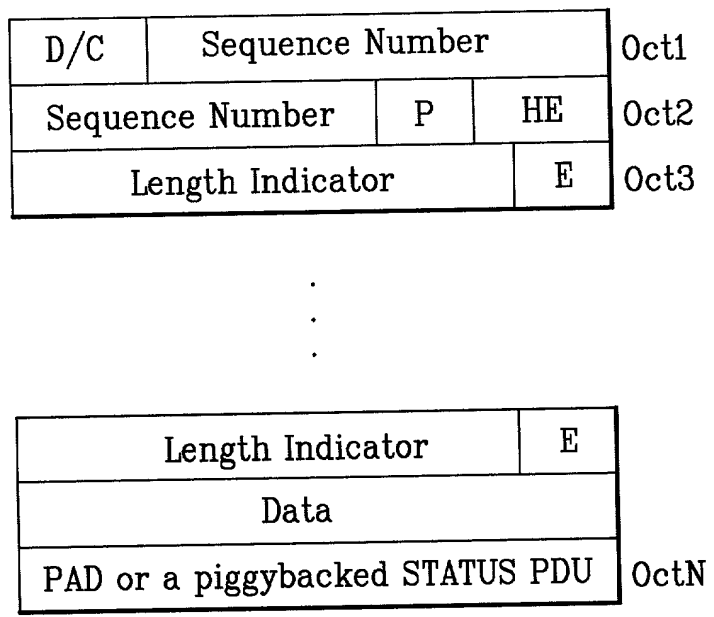 D/C Sequence Number Oct1
Sequence Number P HE Oct2
Length Indicator E Oct3
Length Indicator E
Data
PAD or a piggybacked STATUS PDU OctN